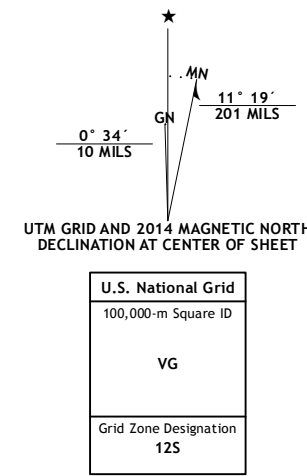 ★
MN
GN
11° 19´
201 MILS
0° 34´
10 MILS
UTM GRID AND 2014 MAGNETIC NORTH
DECLINATION AT CENTER OF SHEET
U.S. National Grid
100,000-m Square ID
VG
Grid Zone Designation
12S